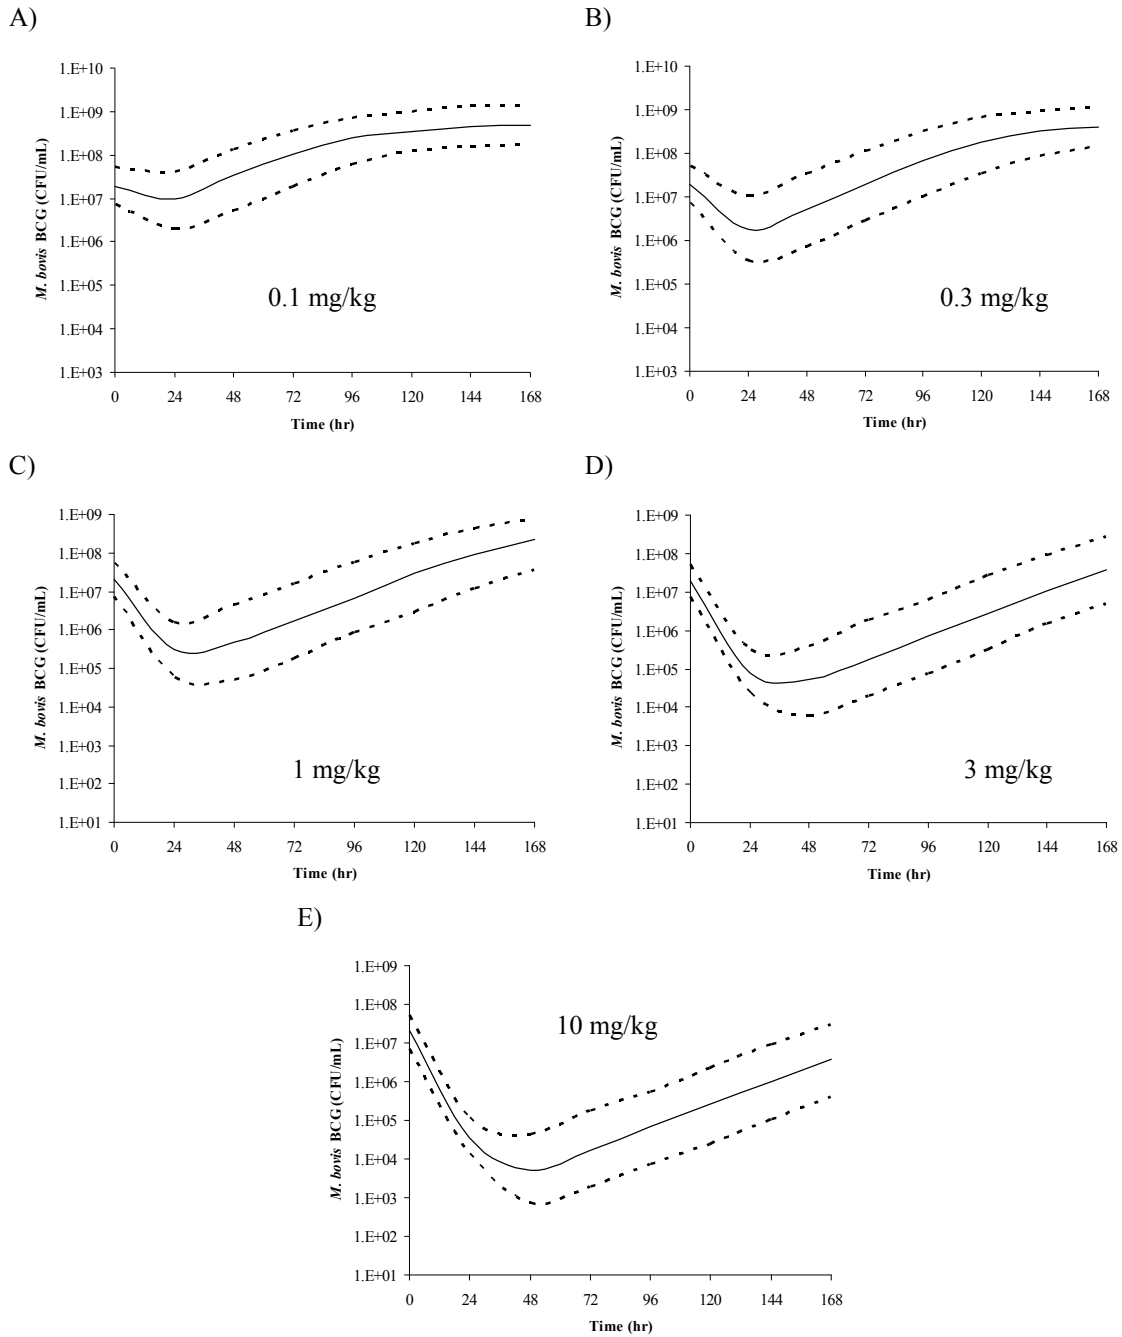 A)
1.E+10
1.E+09
1.E+08
1.E+07
1.E+06
1.E+05
1.E+04
1.E+03
M. bovis BCG (CFU/mL)
0.1 mg/kg
0 24 48 72 96 120 144 168
Time (hr)
B)
1.E+10
1.E+09
1.E+08
1.E+07
1.E+06
1.E+05
1.E+04
1.E+03
M. bovis BCG (CFU/mL)
0.3 mg/kg
0 24 48 72 96 120 144 168
Time (hr)
C)
1.E+09
1.E+08
1.E+07
1.E+06
1.E+05
1.E+04
1.E+03
1.E+02
1.E+01
M. bovis BCG (CFU/mL)
1 mg/kg
0 24 48 72 96 120 144 168
Time (hr)
D)
1.E+09
1.E+08
1.E+07
1.E+06
1.E+05
1.E+04
1.E+03
1.E+02
1.E+01
M. bovis BCG (CFU/mL)
3 mg/kg
0 24 48 72 96 120 144 168
Time (hr)
E)
1.E+09
1.E+08
1.E+07
1.E+06
1.E+05
1.E+04
1.E+03
1.E+02
1.E+01
M. bovis BCG (CFU/mL)
10 mg/kg
0 24 48 72 96 120 144 168
Time (hr)